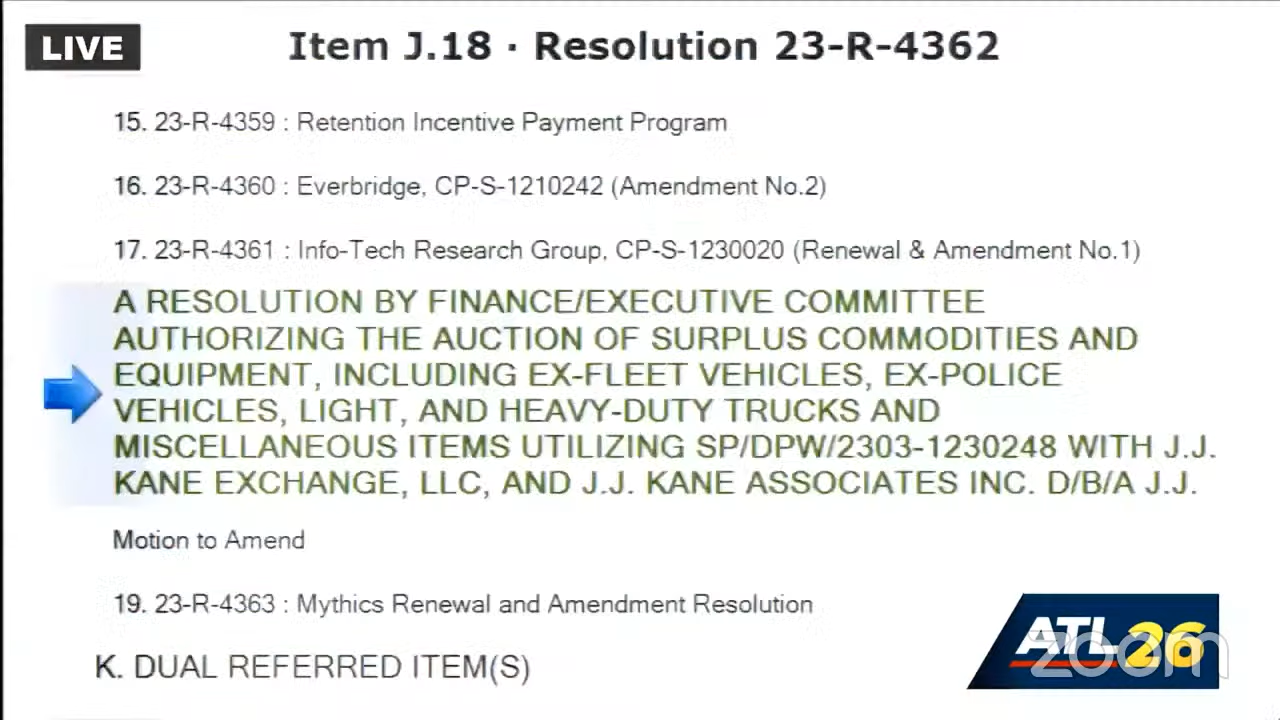 LIVE
Item J.18 · Resolution 23-R-4362
15. 23-R-4359 : Retention Incentive Payment Program
16. 23-R-4360 : Everbridge, CP-S-1210242 (Amendment No.2)
17. 23-R-4361 : Info-Tech Research Group, CP-S-1230020 (Renewal & Amendment No.1)
A RESOLUTION BY FINANCE/EXECUTIVE COMMITTEE
AUTHORIZING THE AUCTION OF SURPLUS COMMODITIES AND
EQUIPMENT, INCLUDING EX-FLEET VEHICLES, EX-POLICE
VEHICLES, LIGHT, AND HEAVY-DUTY TRUCKS AND
MISCELLANEOUS ITEMS UTILIZING SP/DPW/2303-1230248 WITH J.J.
KANE EXCHANGE, LLC, AND J.J. KANE ASSOCIATES INC. D/B/A J.J.
Motion to Amend
19. 23-R-4363 : Mythics Renewal and Amendment Resolution
K. DUAL REFERRED ITEM(S)
ATL26
zoom